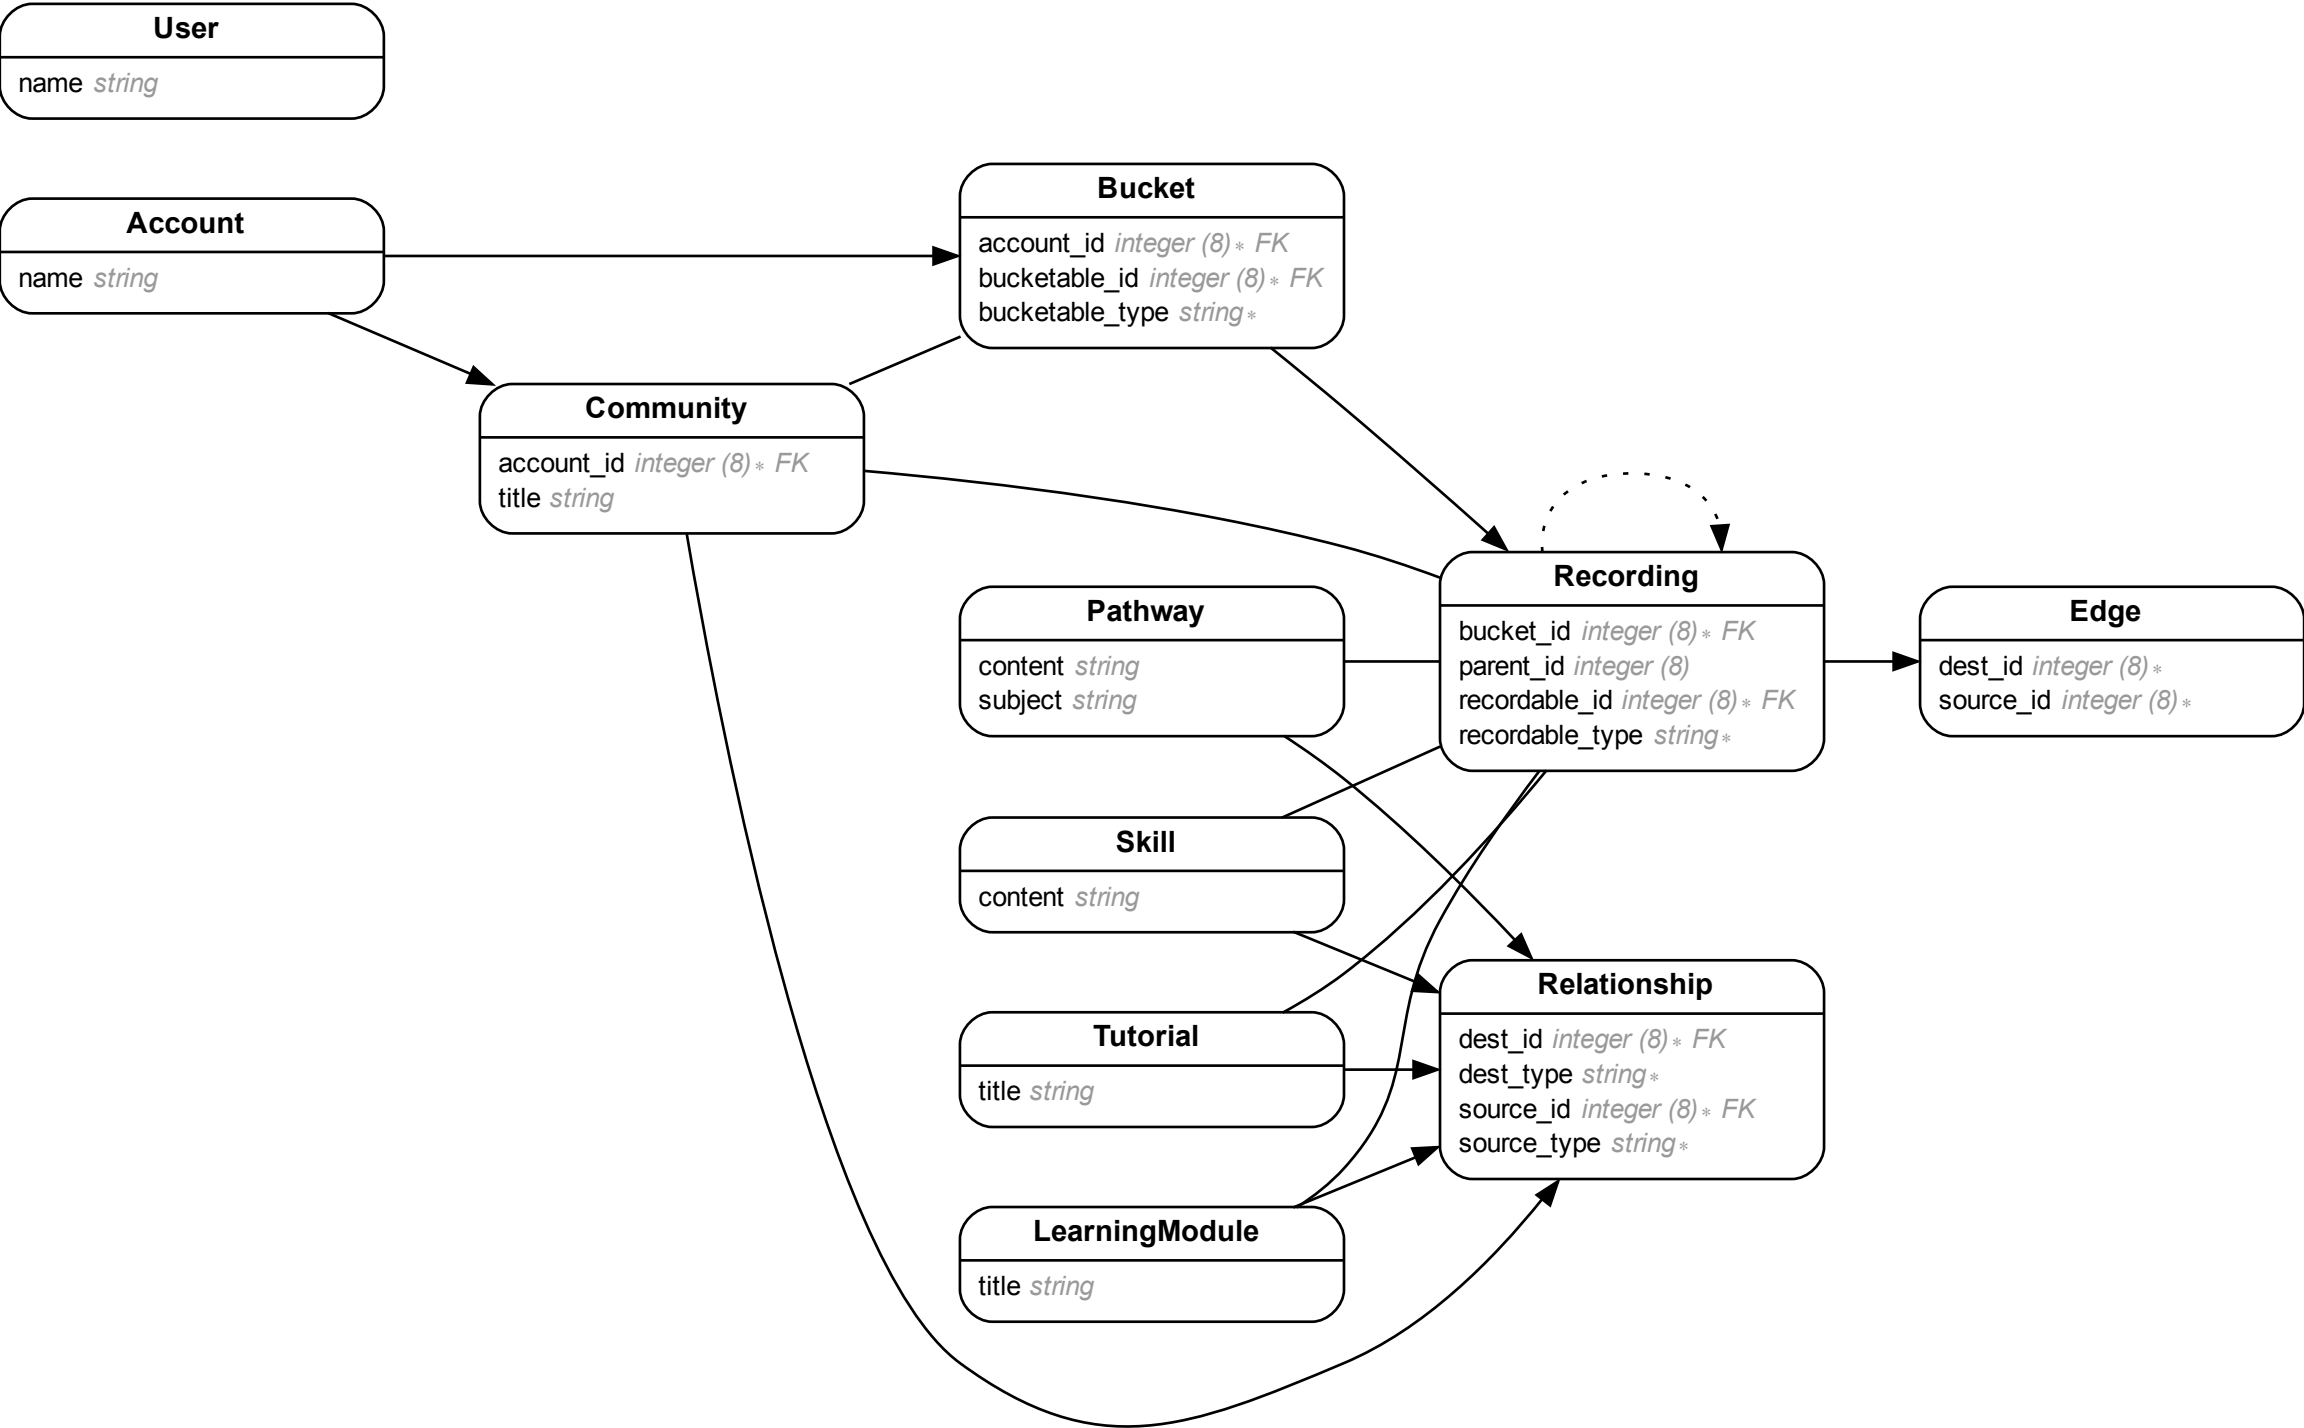 User
name string
Account
name string
Bucket
account_id integer (8)∗ FK
bucketable_id integer (8)∗ FK
bucketable_type string∗
Community
account_id integer (8)∗ FK
title string
Recording
bucket_id integer (8)∗ FK
parent_id integer (8)
recordable_id integer (8)∗ FK
recordable_type string∗
Pathway
content string
subject string
Edge
dest_id integer (8)∗
source_id integer (8)∗
Skill
content string
Relationship
dest_id integer (8)∗ FK
dest_type string∗
source_id integer (8)∗ FK
source_type string∗
Tutorial
title string
LearningModule
title string